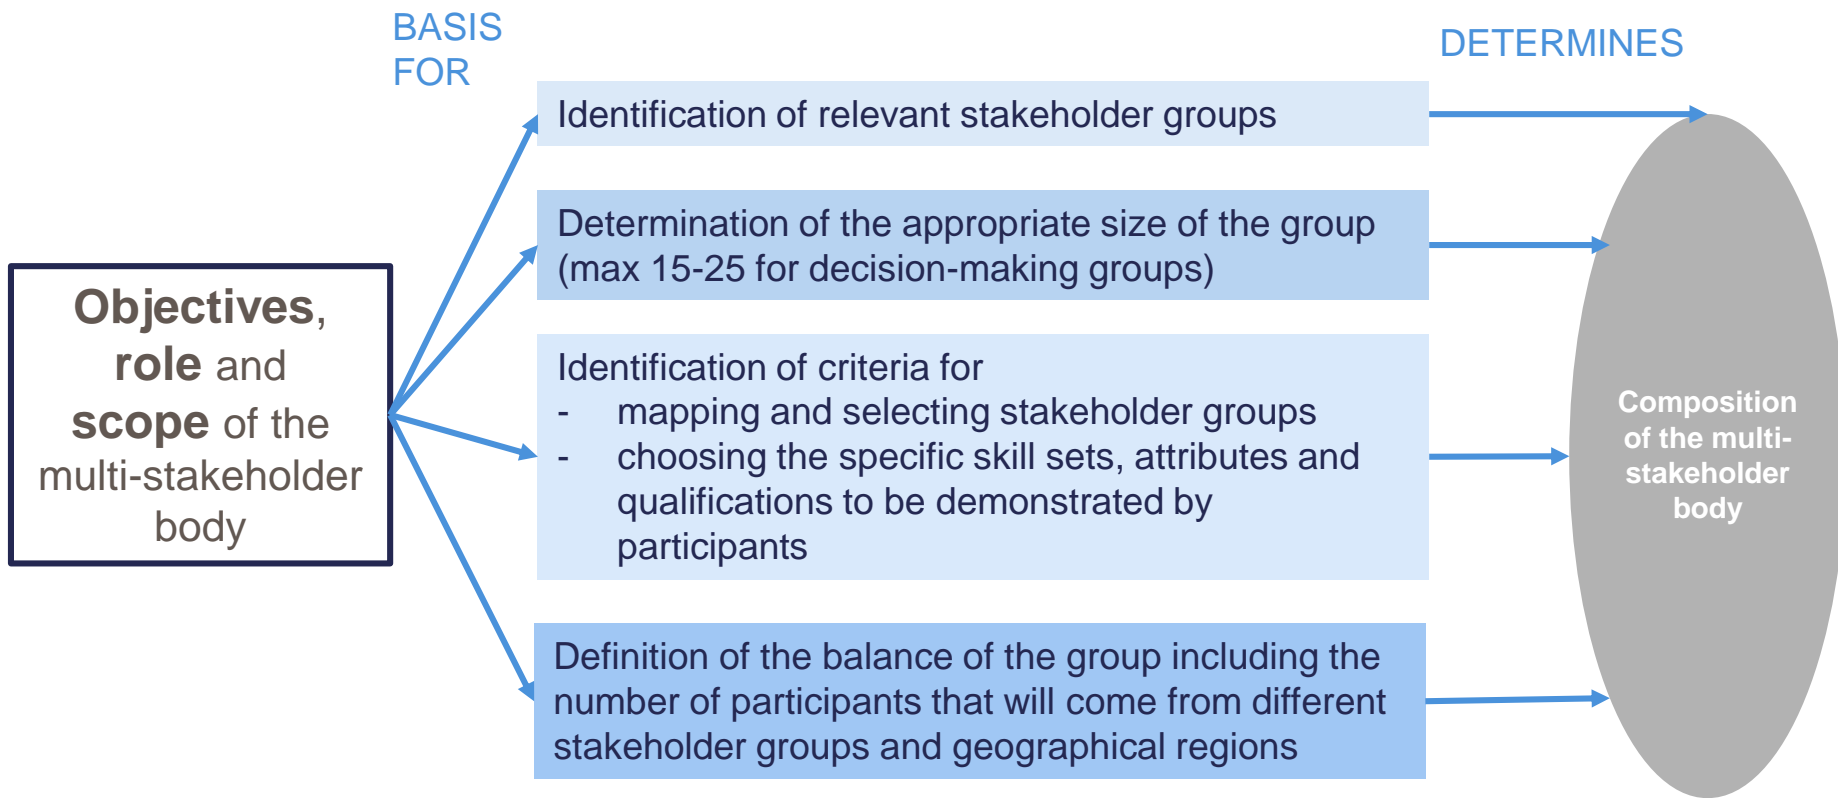 BASIS
FOR
DETERMINES
Objectives,
role and
scope of the
multi-stakeholder
body
Identification of relevant stakeholder groups
Determination of the appropriate size of the group
(max 15-25 for decision-making groups)
Identification of criteria for
- mapping and selecting stakeholder groups
- choosing the specific skill sets, attributes and
qualifications to be demonstrated by
participants
Definition of the balance of the group including the
number of participants that will come from different
stakeholder groups and geographical regions
Composition
of the multi-
stakeholder
body